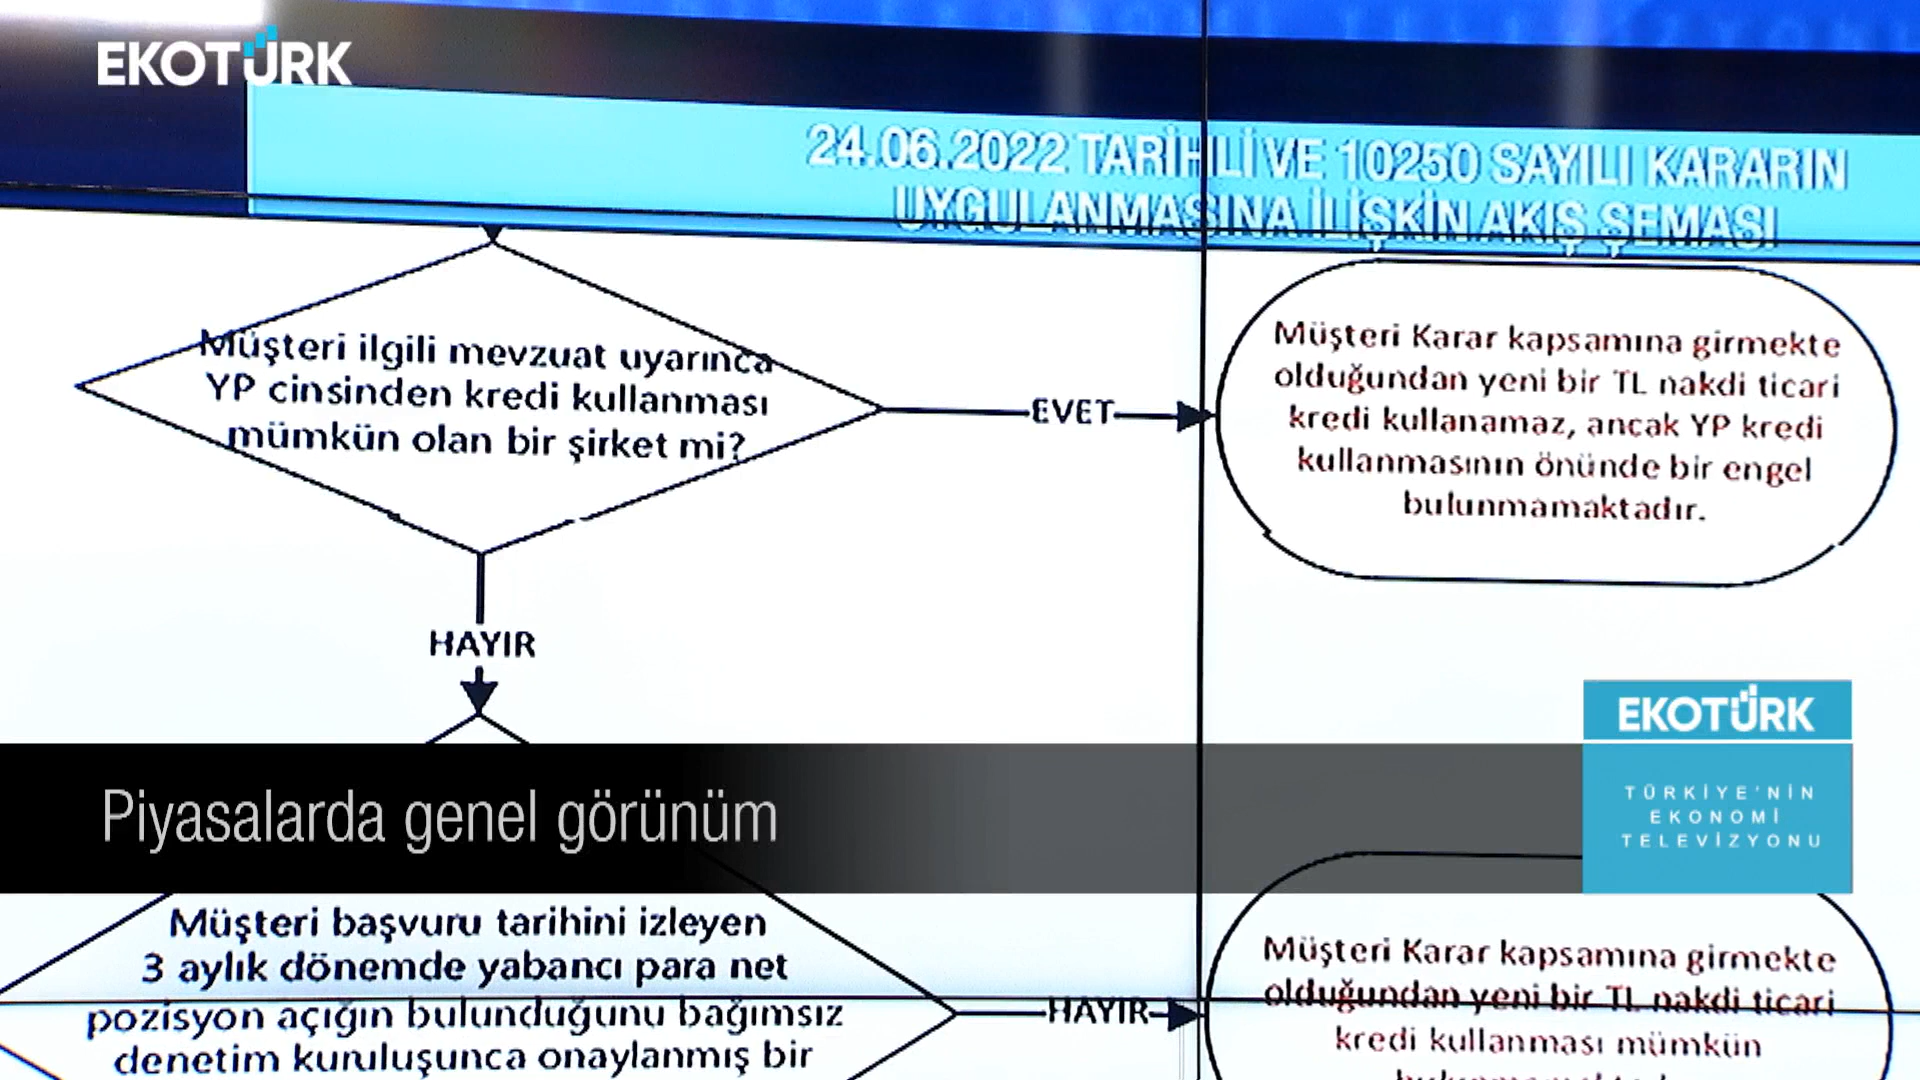 EKOTÜRK
24.06.2022 TARİHLİ VE 10250 SAYILI KARARIN
UYGULANMASINA İLİŞKİN AKIŞ ŞEMASI
Müşteri ilgili mevzuat uyarınca
YP cinsinden kredi kullanması
mümkün olan bir şirket mi?
EVET
Müşteri Karar kapsamına girmekte
olduğundan yeni bir TL nakdi ticari
kredi kullanamaz, ancak YP kredi
kullanmasının önünde bir engel
bulunmamaktadır.
HAYIR
EKOTÜRK
TÜRKİYE'NİN
EKONOMİ
TELEVİZYONU
Piyasalarda genel görünüm
Müşteri başvuru tarihini izleyen
3 aylık dönemde yabancı para net
pozisyon açığın bulunduğunu bağımsız
denetim kuruluşunca onaylanmış bir
HAYIR
Müşteri Karar kapsamına girmekte
olduğundan yeni bir TL nakdi ticari
kredi kullanması mümkün